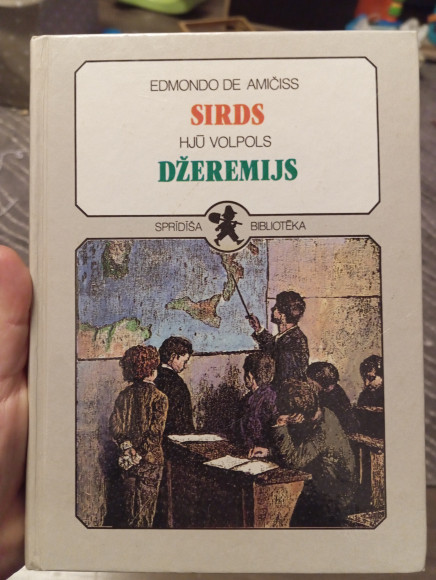 EDMONDO DE AMIČISS
SIRDS
HJŪ VOLPOLS
DŽEREMIJS
SPRĪDĪŠA BIBLIOTĒKA